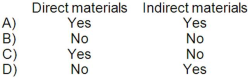 Direct materials Indirect materials
A) Yes Yes
B) No No
C) Yes No
D) No Yes